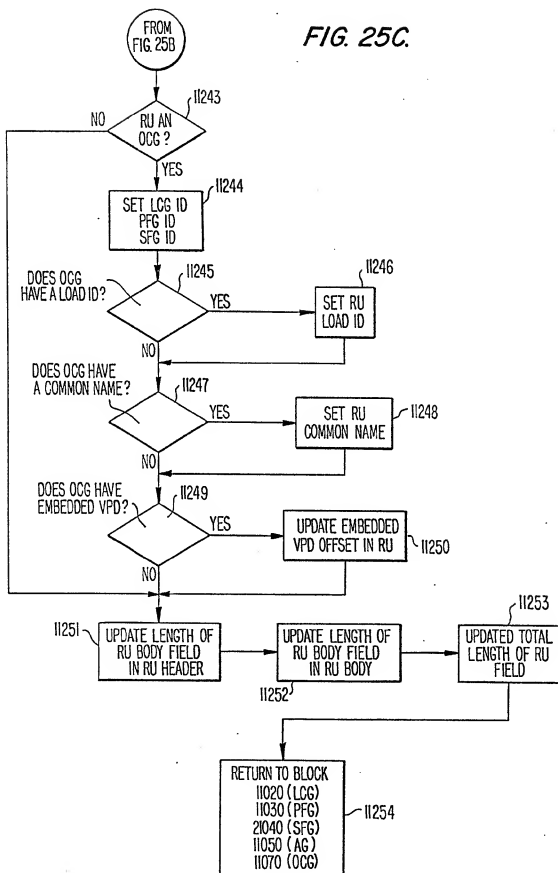 FROM
FIG. 25B
FIG. 25C.
11243
NO
RU AN
OCG?
YES
11244
SET LCG ID
PFG ID
SFG ID
DOES OCG
HAVE A LOAD ID?
11245
YES
11246
SET RU
LOAD ID
NO
DOES OCG HAVE
A COMMON NAME?
11247
YES
SET RU
COMMON NAME
11248
NO
DOES OCG HAVE
EMBEDDED VPD?
11249
YES
UPDATE EMBEDDED
VPD OFFSET IN RU
11250
NO
11251
UPDATE LENGTH OF
RU BODY FIELD
IN RU HEADER
UPDATE LENGTH OF
RU BODY FIELD
IN RU BODY
11252
11253
UPDATED TOTAL
LENGTH OF RU
FIELD
RETURN TO BLOCK
11020 (LCG)
11030 (PFG)
21040 (SFG)
11050 (AG)
11070 (OCG)
11254